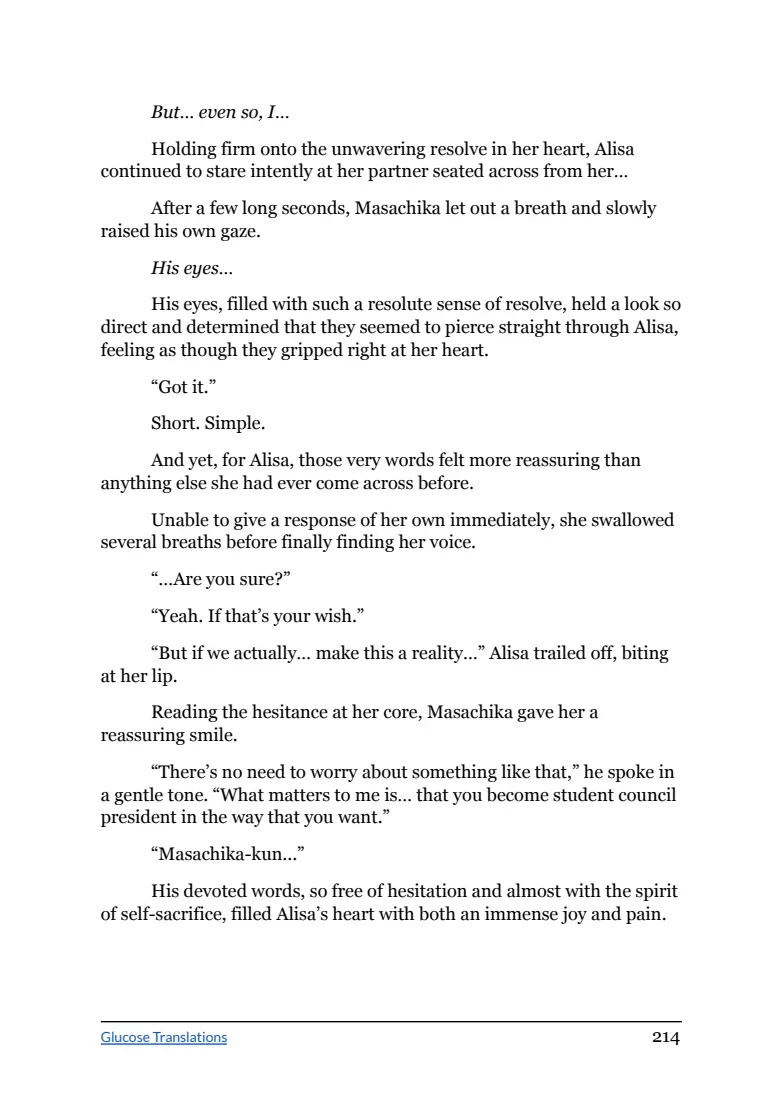 But… even so, I…
Holding firm onto the unwavering resolve in her heart, Alisa
continued to stare intently at her partner seated across from her…
After a few long seconds, Masachika let out a breath and slowly
raised his own gaze.
His eyes…
His eyes, filled with such a resolute sense of resolve, held a look so
direct and determined that they seemed to pierce straight through Alisa,
feeling as though they gripped right at her heart.
“Got it.”
Short. Simple.
And yet, for Alisa, those very words felt more reassuring than
anything else she had ever come across before.
Unable to give a response of her own immediately, she swallowed
several breaths before finally finding her voice.
“…Are you sure?”
“Yeah. If that’s your wish.”
“But if we actually… make this a reality…” Alisa trailed off, biting
at her lip.
Reading the hesitance at her core, Masachika gave her a
reassuring smile.
“There’s no need to worry about something like that,” he spoke in
a gentle tone. “What matters to me is… that you become student council
president in the way that you want.”
“Masachika-kun…”
His devoted words, so free of hesitation and almost with the spirit
of self-sacrifice, filled Alisa’s heart with both an immense joy and pain.
Glucose Translations
214